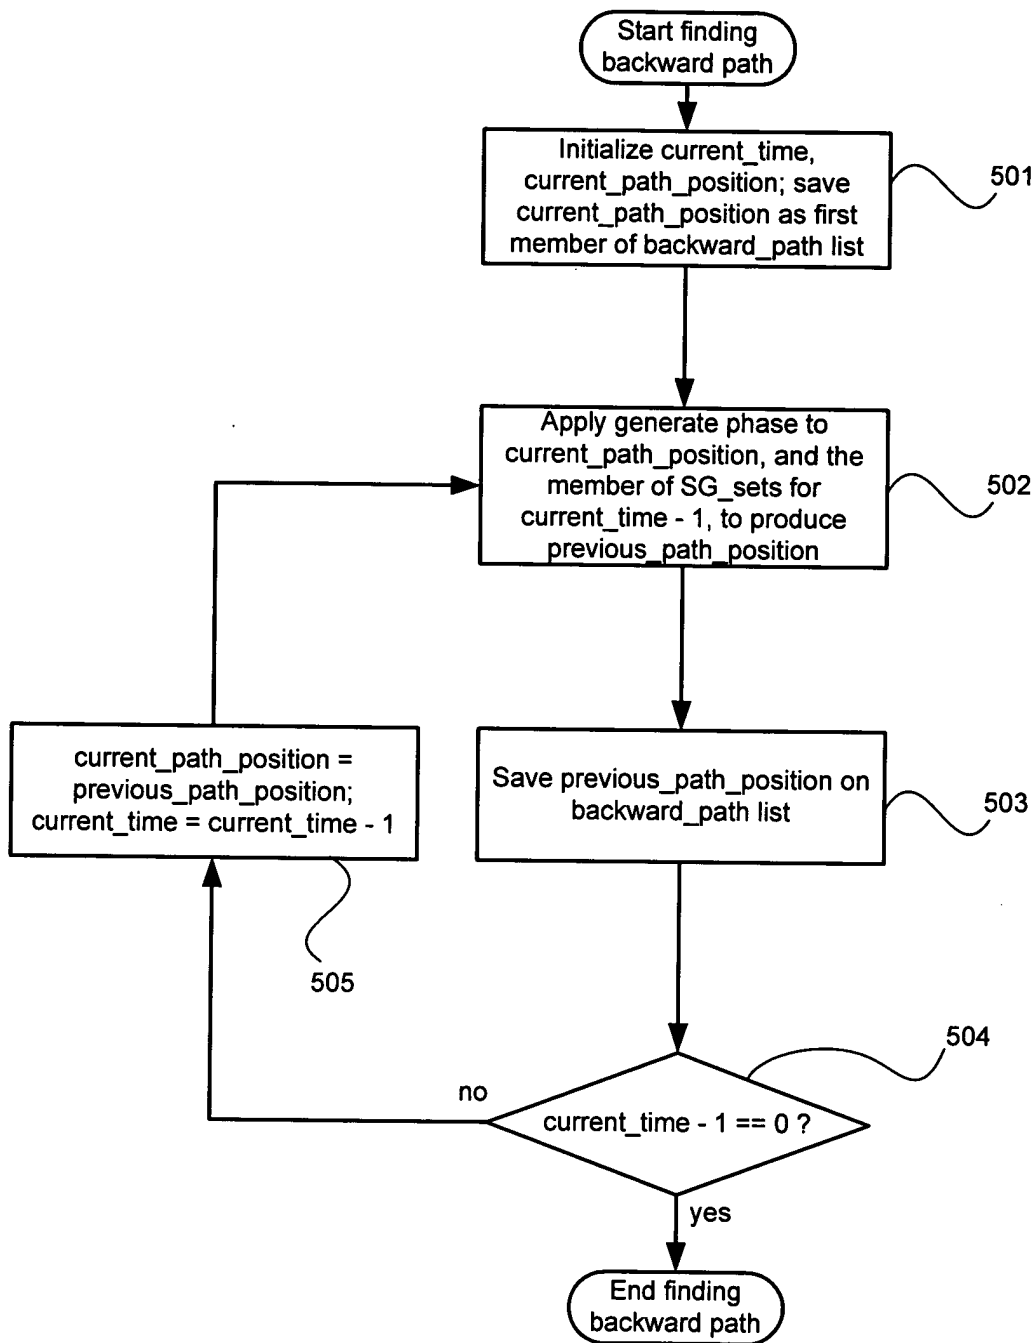 Start finding
backward path
Initialize current_time,
current_path_position; save
current_path_position as first
member of backward_path list
501
Apply generate phase to
current_path_position, and the
member of SG_sets for
current_time - 1, to produce
previous_path_position
502
current_path_position =
previous_path_position;
current_time = current_time - 1
505
Save previous_path_position on
backward_path list
503
504
no
current_time - 1 == 0 ?
yes
End finding
backward path